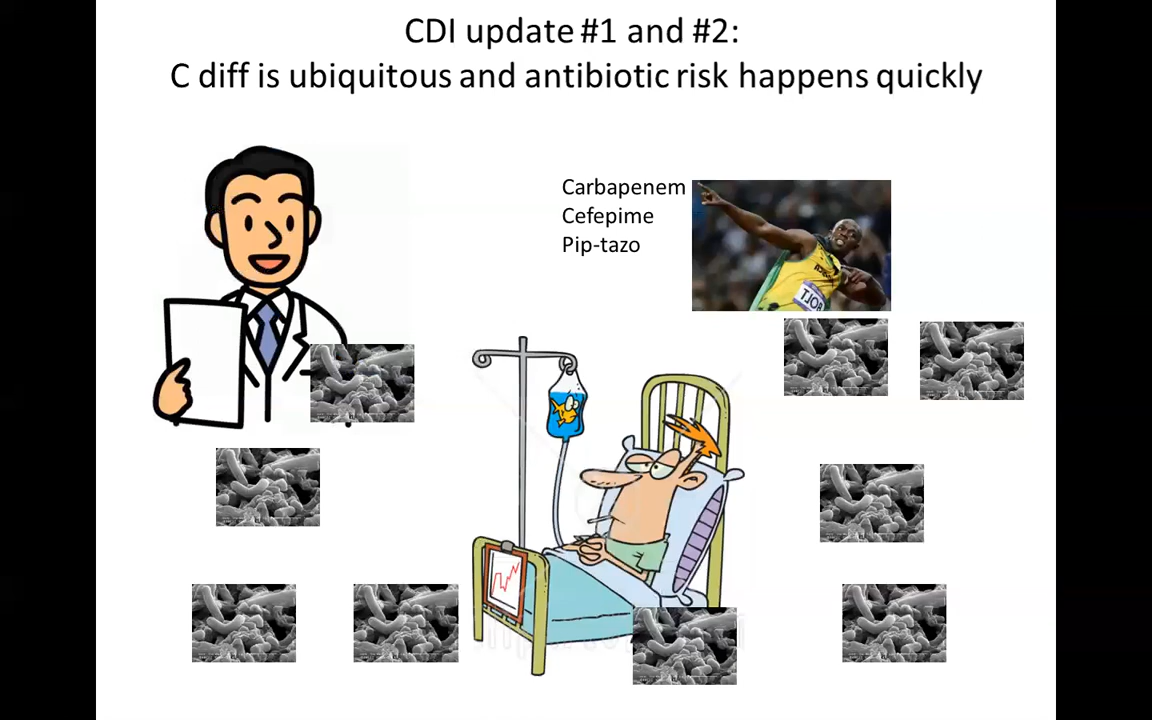 CDI update #1 and #2:
C diff is ubiquitous and antibiotic risk happens quickly
Carbapenem
Cefepime
Pip-tazo